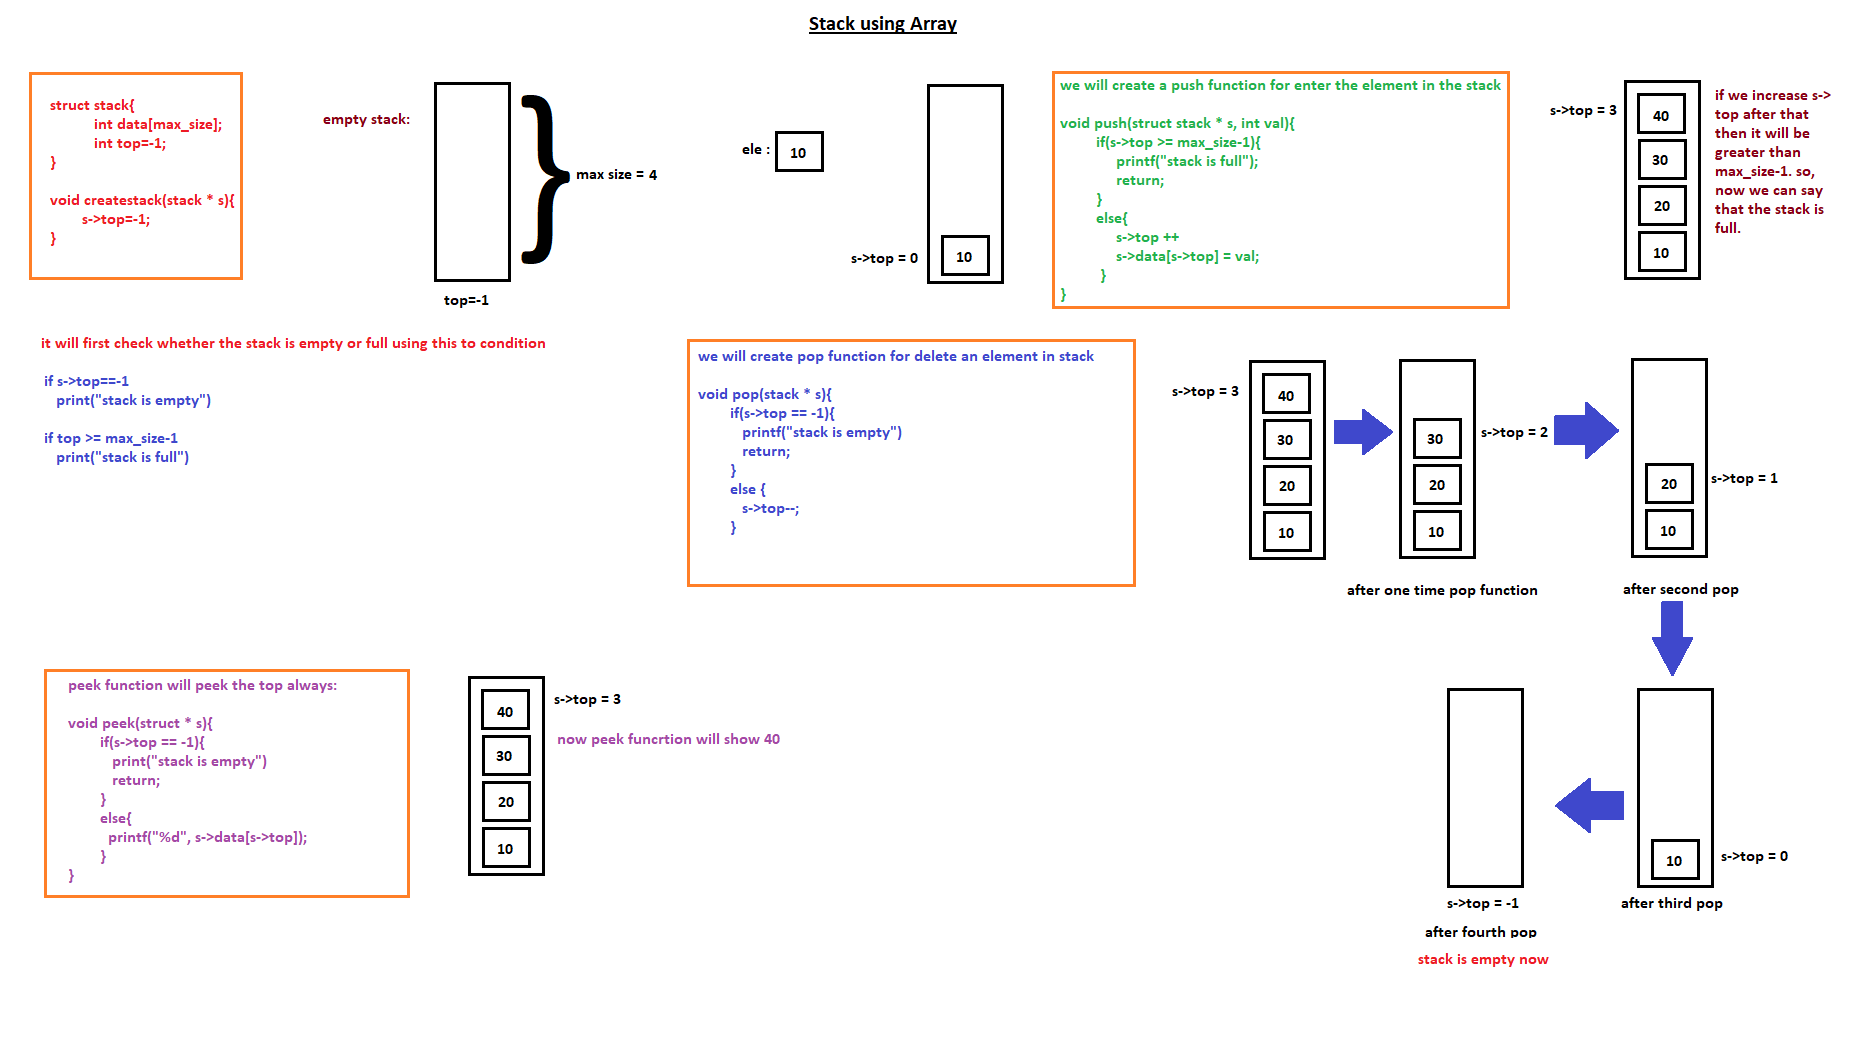 Stack using Array
struct stack{
int data[max_size];
int top=-1;
}
void createstack(stack * s){
s->top=-1;
}
empty stack:
max size = 4
top=-1
ele :
10
s->top = 0
10
we will create a push function for enter the element in the stack
void push(struct stack * s, int val){
if(s->top >= max_size-1){
printf("stack is full");
return;
}
else{
s->top ++
s->data[s->top] = val;
}
}
s->top = 3
40
30
20
10
if we increase s->
top after that
then it will be
greater than
max_size-1. so,
now we can say
that the stack is
full.
it will first check whether the stack is empty or full using this to condition
if s->top==-1
print("stack is empty")
if top >= max_size-1
print("stack is full")
we will create pop function for delete an element in stack
void pop(stack * s){
if(s->top == -1){
printf("stack is empty")
return;
}
else {
s->top--;
}
s->top = 3
40
30
20
10
30
20
10
s->top = 2
after one time pop function
20
10
s->top = 1
after second pop
10
s->top = 0
after third pop
s->top = -1
after fourth pop
stack is empty now
peek function will peek the top always:
void peek(struct * s){
if(s->top == -1){
print("stack is empty")
return;
}
else{
printf("%d", s->data[s->top]);
}
}
40
30
20
10
s->top = 3
now peek funcrtion will show 40